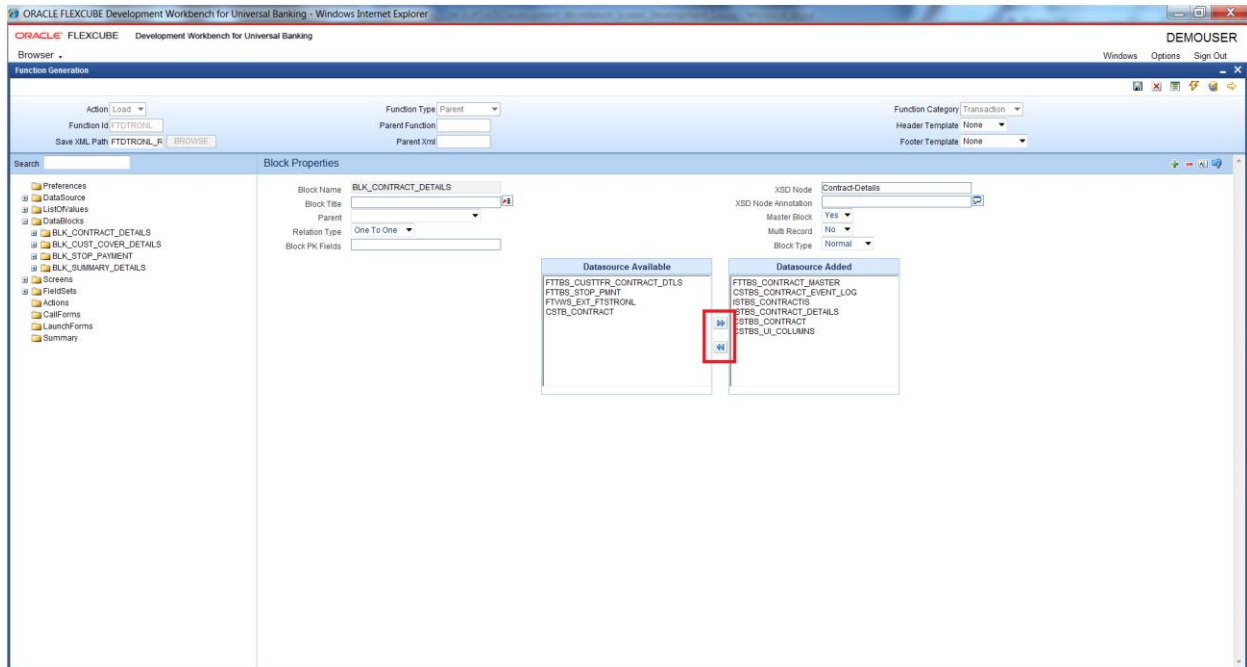 ORACLE FLEXCUBE Development Workbench for Universal Banking - Windows Internet Explorer
ORACLE FLEXCUBE Development Workbench for Universal Banking DEMOUSER
Browser Windows Options Sign Out
Function Generation
Action Load Function Type Parent Function Category Transaction
Function Id FTDTRONL Parent Function Header Template None
Save XML Path FTDTRONL_R BROWSE Parent Xml Footer Template None
Search Block Properties
Preferences
DataSource
ListOfValues
DataBlocks
BLK_CONTRACT_DETAILS
BLK_CUST_COVER_DETAILS
BLK_STOP_PAYMENT
BLK_SUMMARY_DETAILS
Screens
FieldSets
Actions
CallForms
LaunchForms
Summary
Block Name BLK_CONTRACT_DETAILS XSD Node Contract-Details
Block Title XSD Node Annotation
Parent Master Block Yes
Relation Type One To One Multi Record No
Block PK Fields Block Type Normal
Datasource Available
FTTBS_CUSTTFR_CONTRACT_DTLS
FTTBS_STOP_PMNT
FTVWS_EXT_FTSTRONL
CSTB_CONTRACT
Datasource Added
FTTBS_CONTRACT_MASTER
CSTBS_CONTRACT_EVENT_LOG
ISTBS_CONTRACTIS
ISTBS_CONTRACT_DETAILS
CSTBS_CONTRACT
CSTBS_UI_COLUMNS